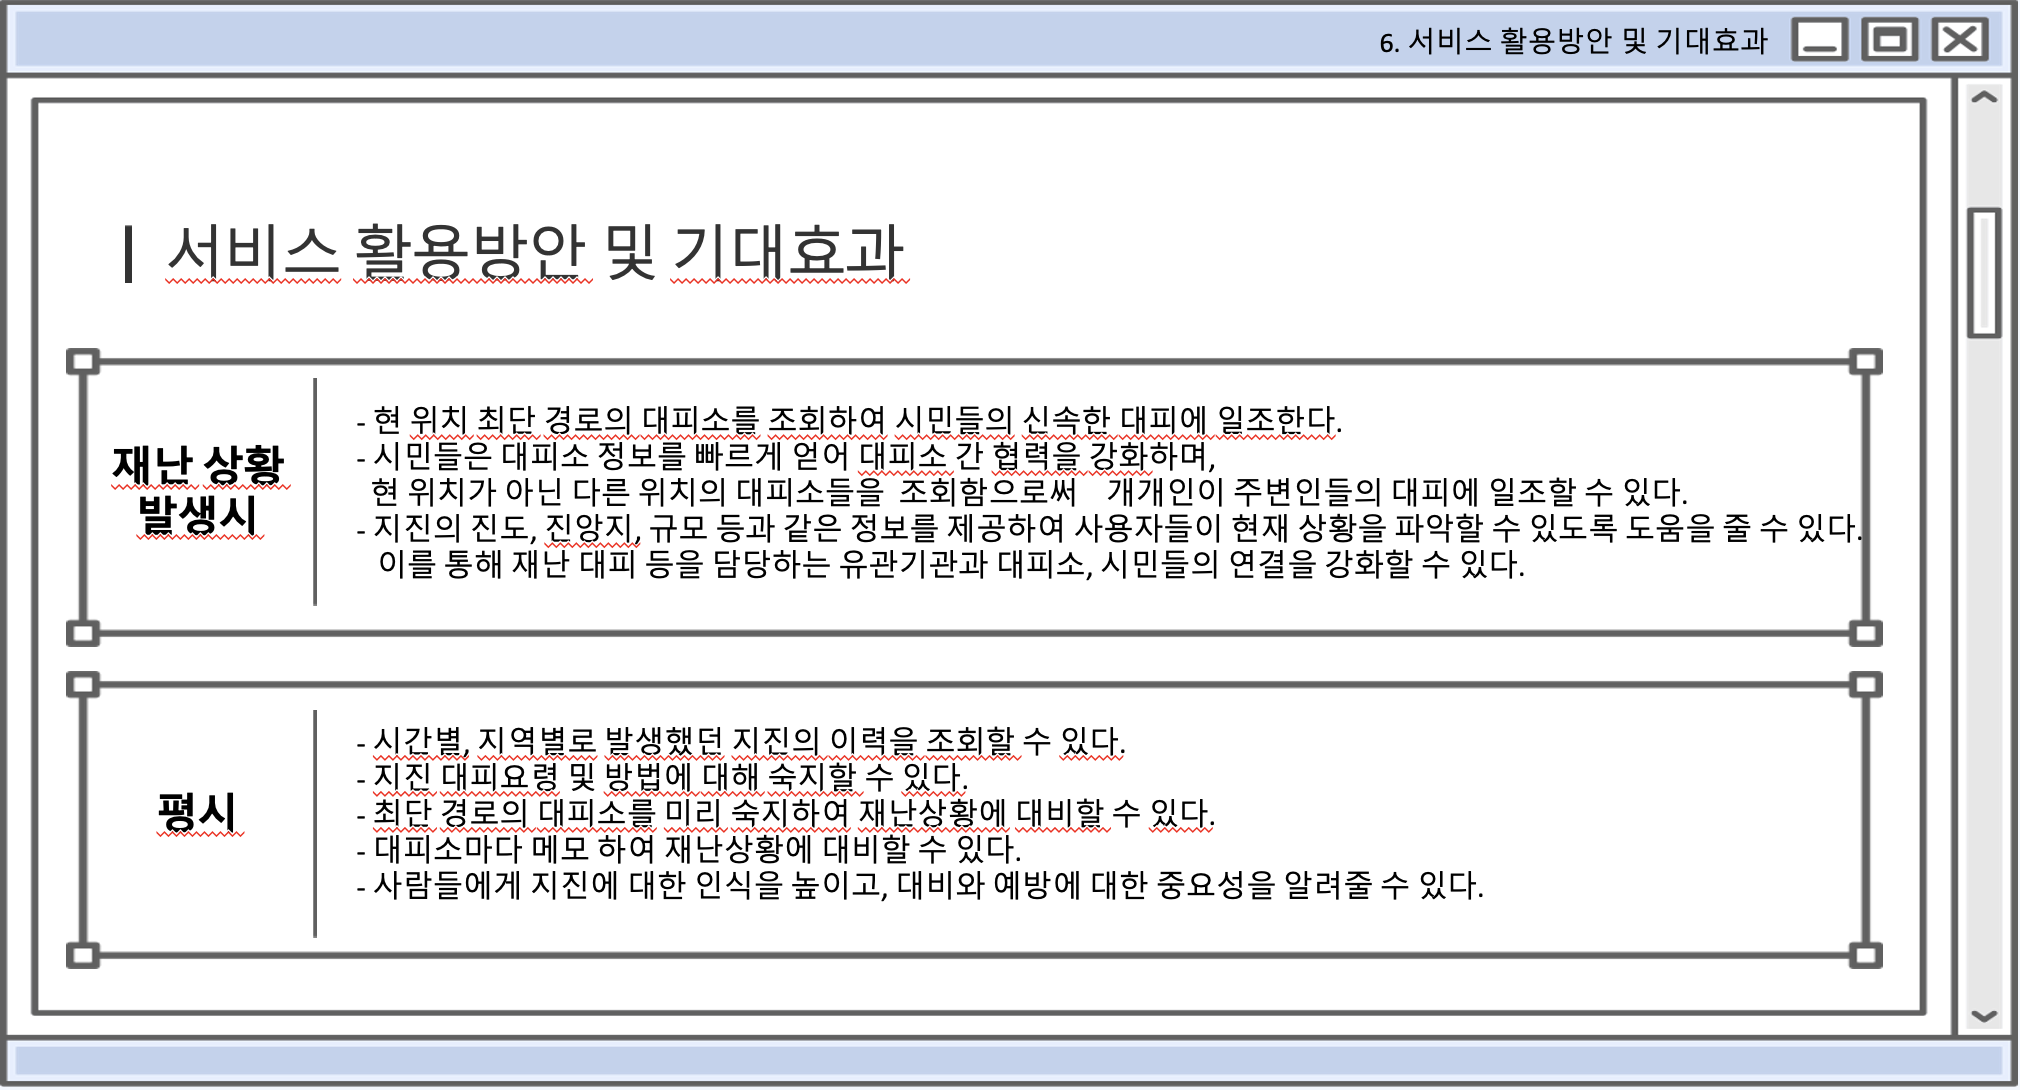 6. 서비스 활용방안 및 기대효과
서비스 활용방안 및 기대효과
재난 상황
발생시
- 현 위치 최단 경로의 대피소를 조회하여 시민들의 신속한 대피에 일조한다.
- 시민들은 대피소 정보를 빠르게 얻어 대피소 간 협력을 강화하며,
현 위치가 아닌 다른 위치의 대피소들을 조회함으로써 개개인이 주변인들의 대피에 일조할 수 있다.
- 지진의 진도, 진앙지, 규모 등과 같은 정보를 제공하여 사용자들이 현재 상황을 파악할 수 있도록 도움을 줄 수 있다.
이를 통해 재난 대피 등을 담당하는 유관기관과 대피소, 시민들의 연결을 강화할 수 있다.
평시
- 시간별, 지역별로 발생했던 지진의 이력을 조회할 수 있다.
- 지진 대피요령 및 방법에 대해 숙지할 수 있다.
- 최단 경로의 대피소를 미리 숙지하여 재난상황에 대비할 수 있다.
- 대피소마다 메모 하여 재난상황에 대비할 수 있다.
- 사람들에게 지진에 대한 인식을 높이고, 대비와 예방에 대한 중요성을 알려줄 수 있다.